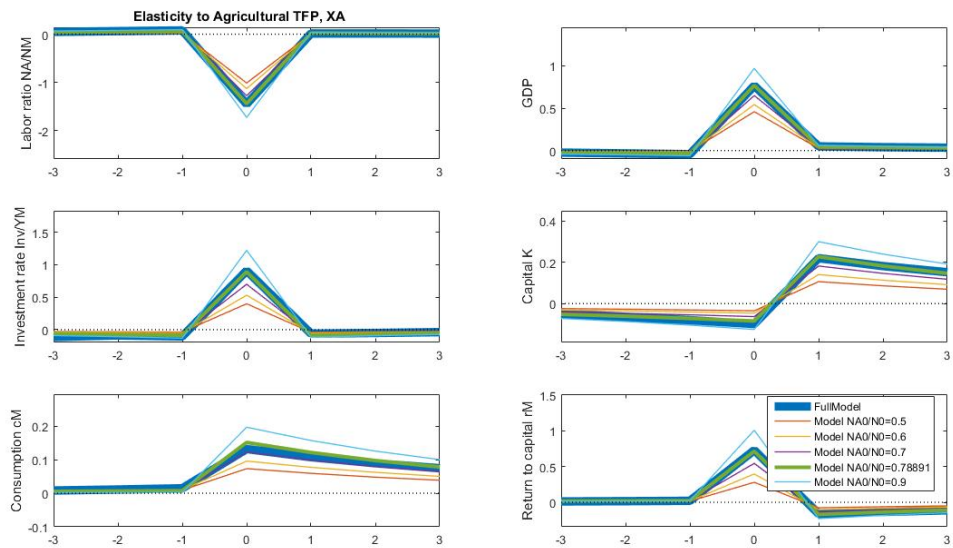 Elasticity to Agricultural TFP, XA
Labor ratio NA/NM
0
-1
-2
-3 -2 -1 0 1 2 3
GDP
1
0.5
0
-3 -2 -1 0 1 2 3
Investment rate Inv/YM
1.5
1
0.5
0
-3 -2 -1 0 1 2 3
Capital K
0.4
0.2
0
-3 -2 -1 0 1 2 3
Consumption cM
0.2
0.1
0
-0.1
-3 -2 -1 0 1 2 3
Return to capital rM
1.5
1
0.5
0
-3 -2 -1 0 1 2 3
FullModel
Model NA0/N0=0.5
Model NA0/N0=0.6
Model NA0/N0=0.7
Model NA0/N0=0.78891
Model NA0/N0=0.9